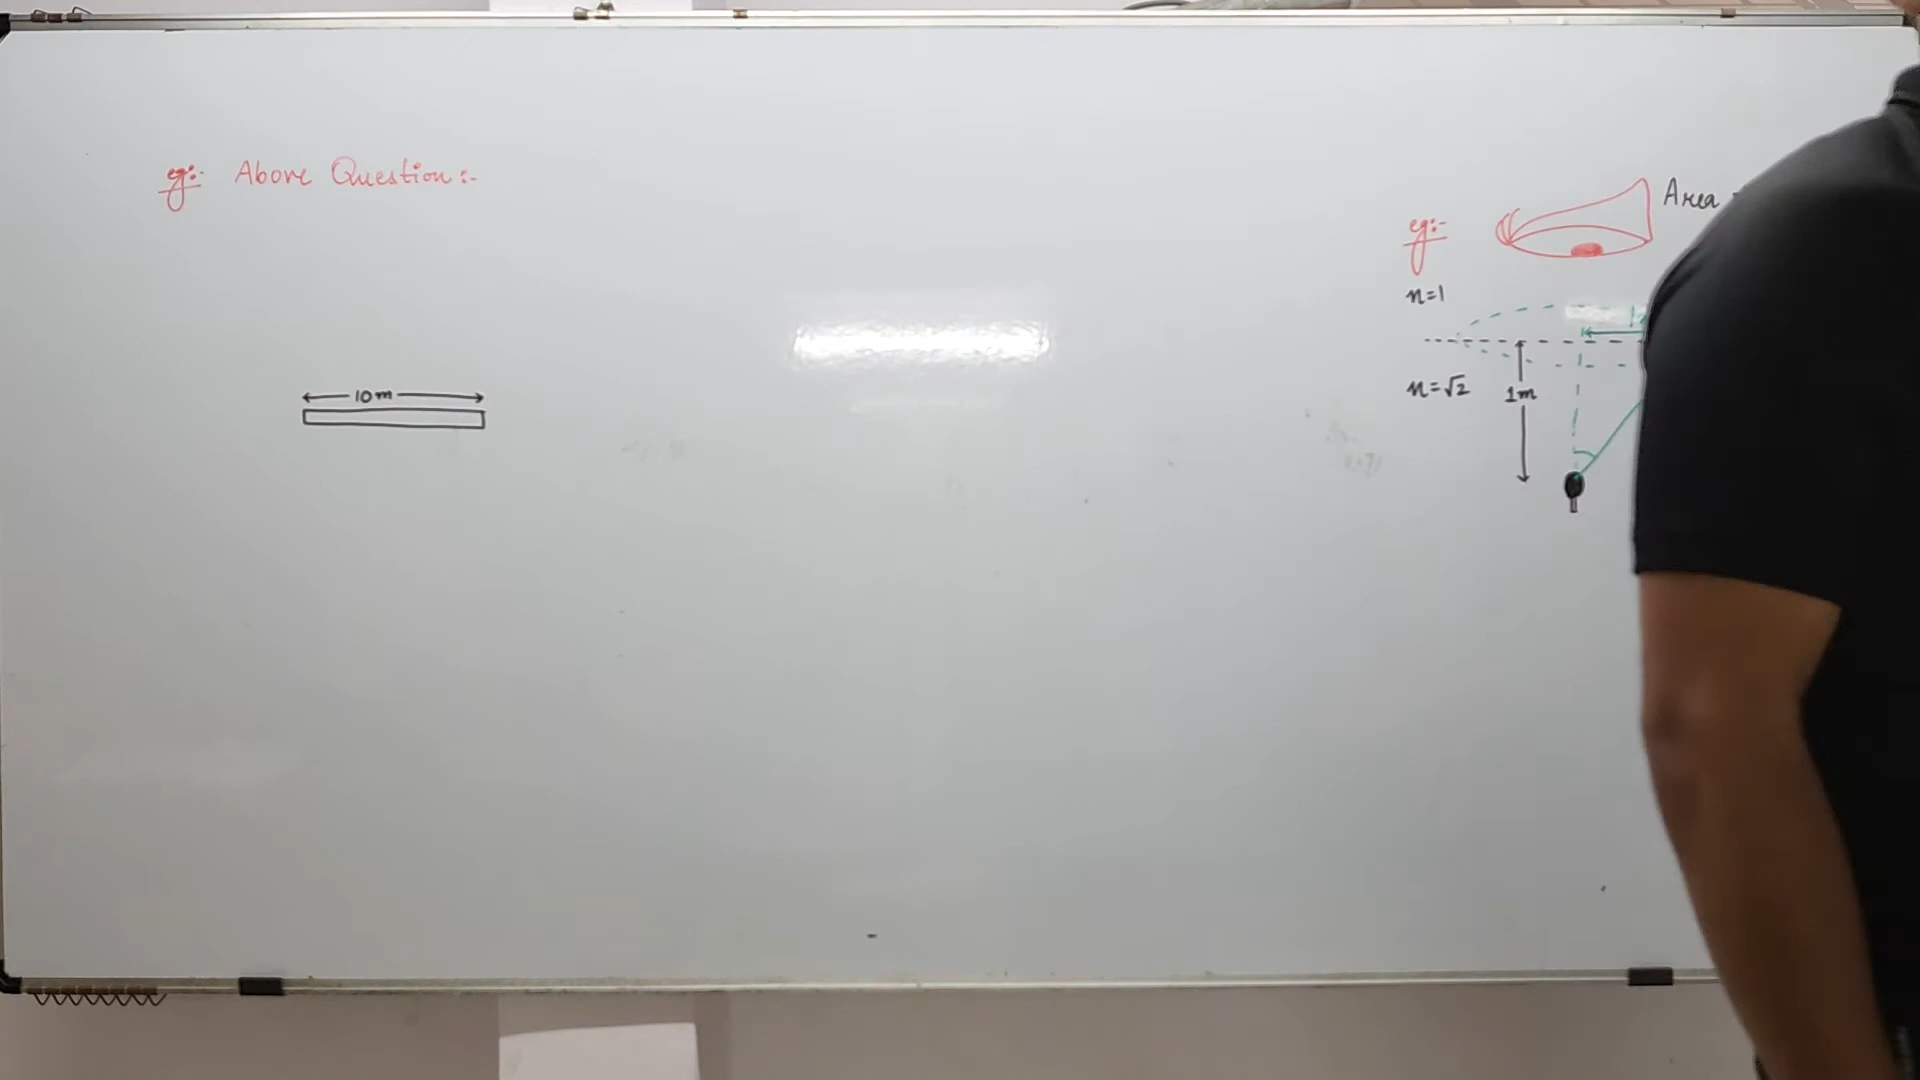 eg:- Above Question:-
10m
eg:-
Area
n=1
n=√2
1m